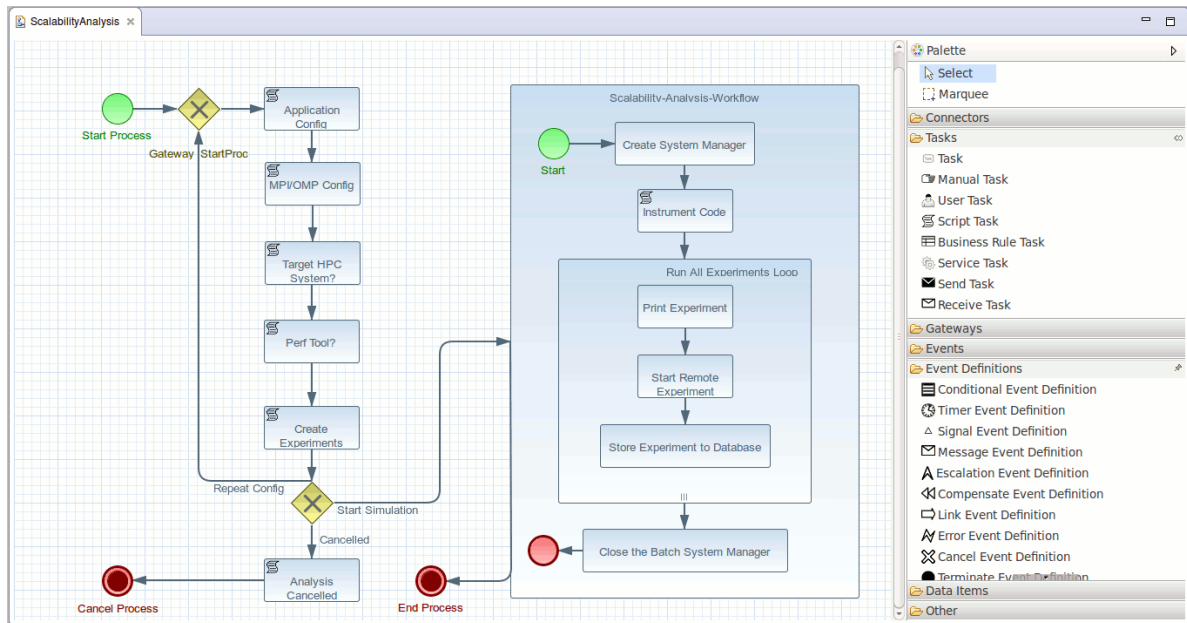 ScalabilityAnalysis
Start Process
Gateway StartProc
Application
Config
MPI/OMP Config
Target HPC
System?
Perf Tool?
Create
Experiments
Repeat Config
Start Simulation
Cancelled
Analysis
Cancelled
Cancel Process
End Process
Scalability-Analysis-Workflow
Start
Create System Manager
Instrument Code
Run All Experiments Loop
Print Experiment
Start Remote
Experiment
Store Experiment to Database
Close the Batch System Manager
Palette
Select
Marquee
Connectors
Tasks
Task
Manual Task
User Task
Script Task
Business Rule Task
Service Task
Send Task
Receive Task
Gateways
Events
Event Definitions
Conditional Event Definition
Timer Event Definition
Signal Event Definition
Message Event Definition
Escalation Event Definition
Compensate Event Definition
Link Event Definition
Error Event Definition
Cancel Event Definition
Terminate Event Definition
Data Items
Other